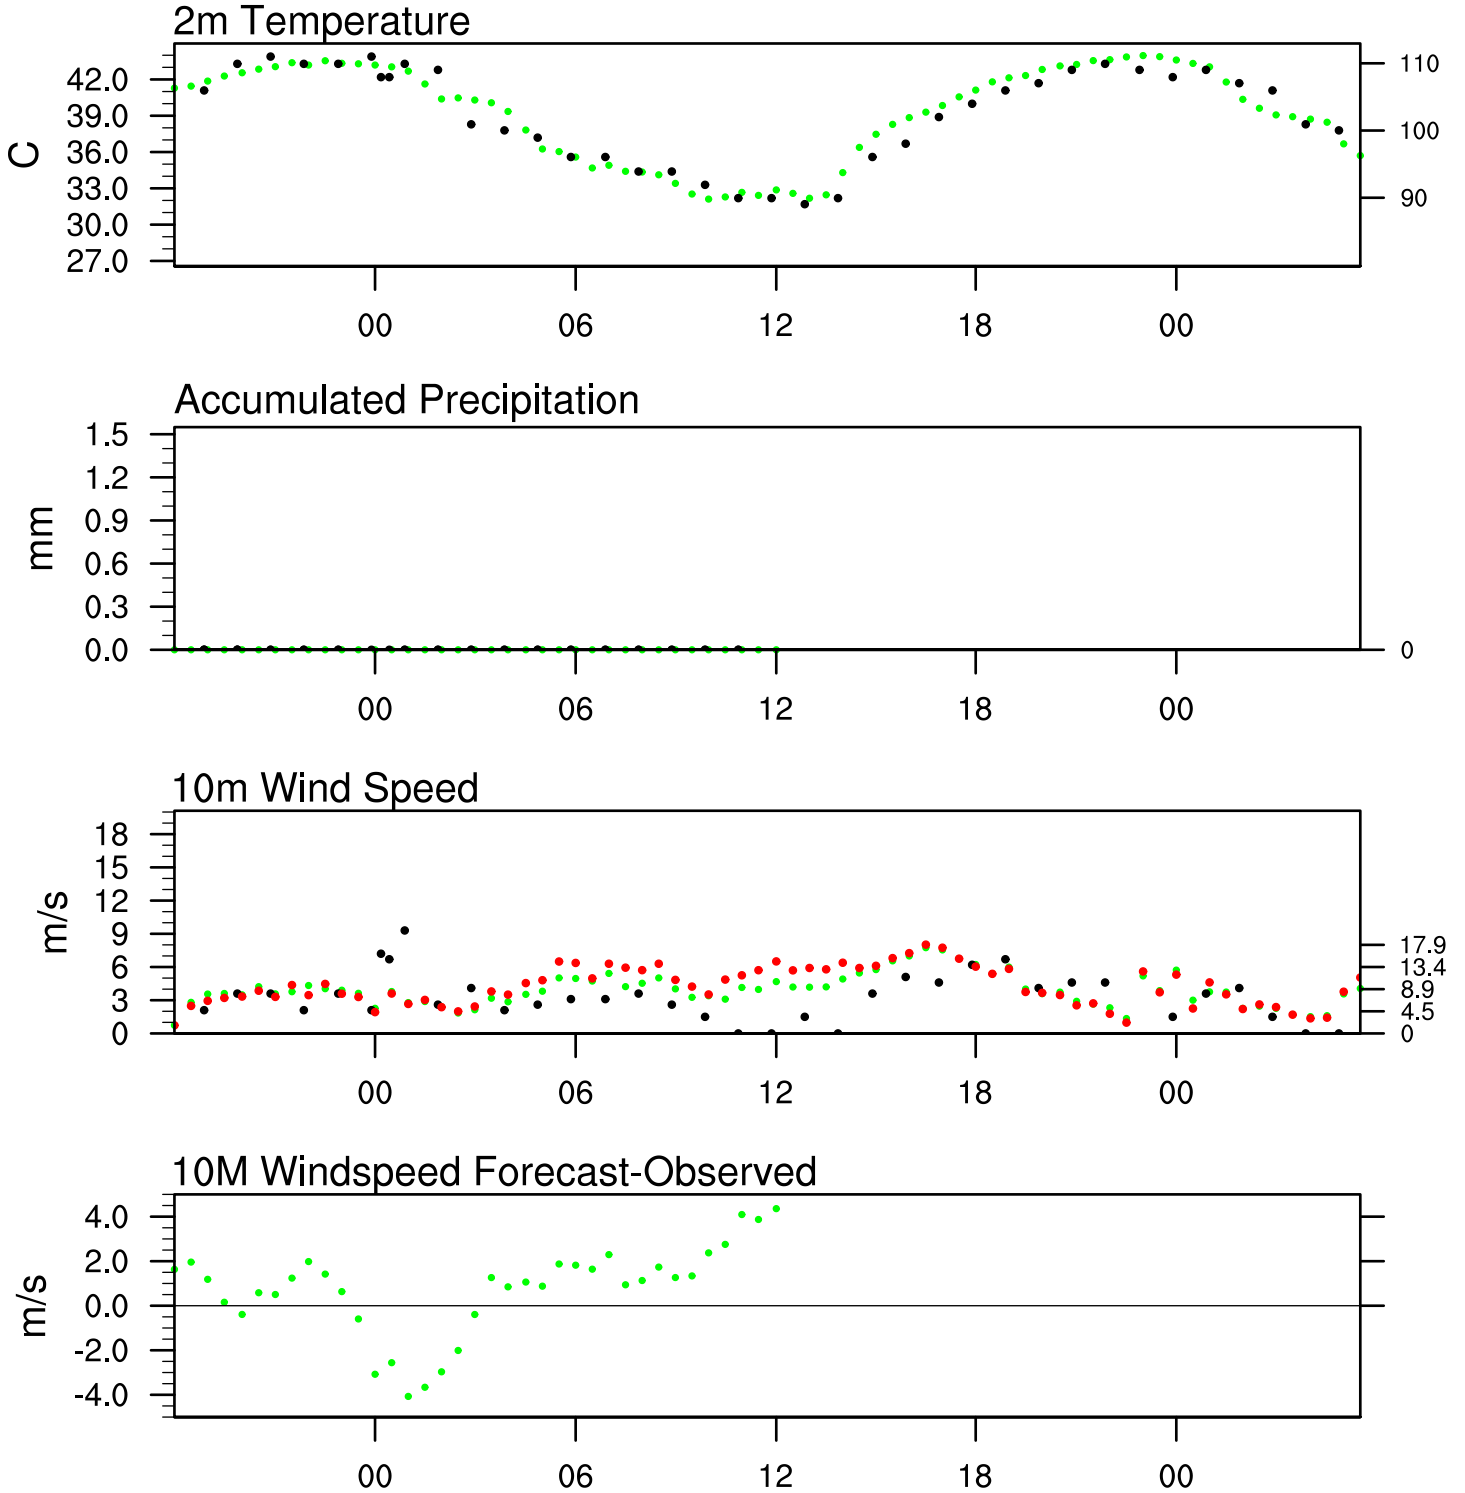 2m Temperature
42.0
39.0
36.0
33.0
30.0
27.0
C
110
100
90
00 06 12 18 00
Accumulated Precipitation
1.5
1.2
0.9
0.6
0.3
0.0
mm
0
00 06 12 18 00
10m Wind Speed
18
15
12
9
6
3
0
m/s
17.9
13.4
8.9
4.5
0
00 06 12 18 00
10M Windspeed Forecast-Observed
4.0
2.0
0.0
-2.0
-4.0
m/s
00 06 12 18 00